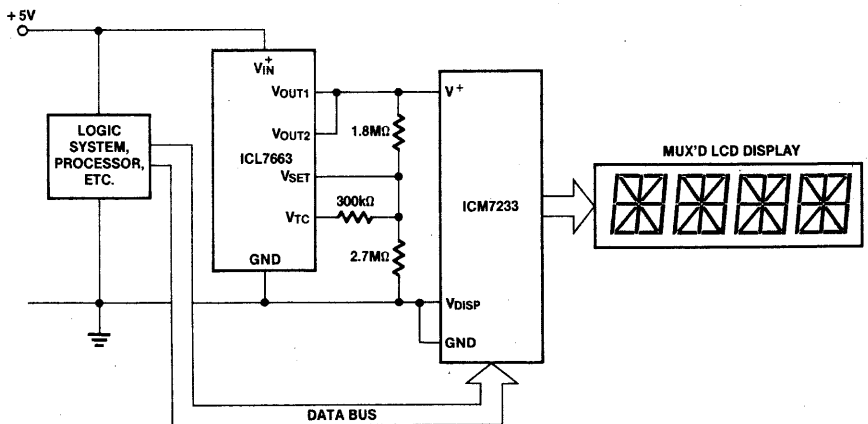 + 5V
V+IN
VOUT1
VOUT2
ICL7663
VSET
VTC
GND
LOGIC
SYSTEM,
PROCESSOR,
ETC.
1.8MΩ
300kΩ
2.7MΩ
V+
ICM7233
VDISP
GND
MUX'D LCD DISPLAY
DATA BUS